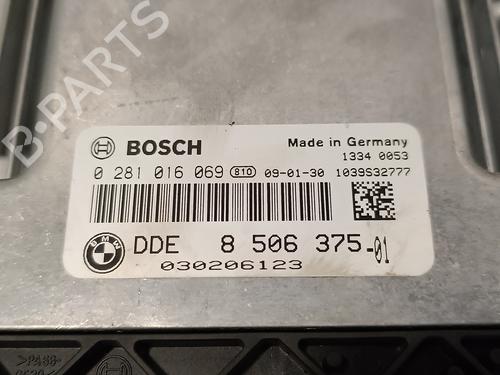 B-PARTS
BOSCH
Made in Germany
1334 0053
0 281 016 069 810 09-01-30 1039S32777
BMW
DDE 8 506 375-01
030206123